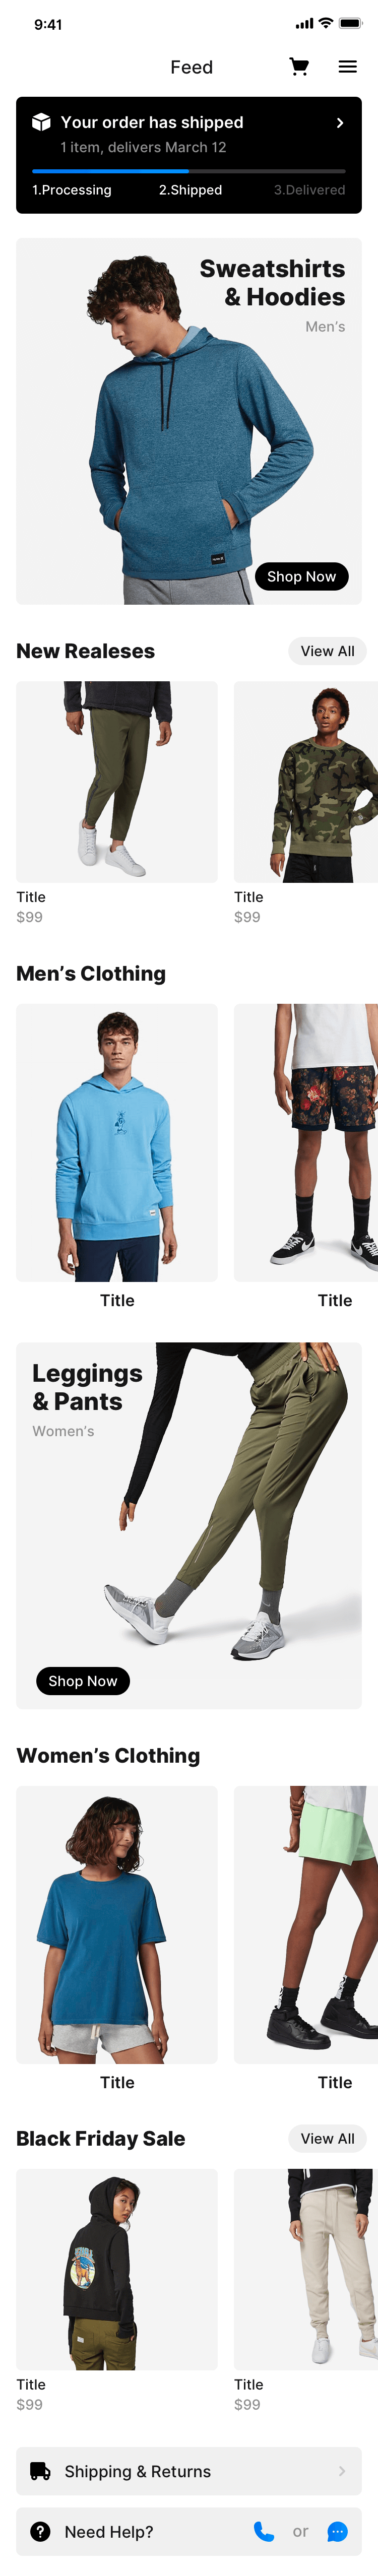 9:41
Feed
Your order has shipped
1 item, delivers March 12
1.Processing 2.Shipped 3.Delivered
Sweatshirts
& Hoodies
Men's
Shop Now
New Realeses View All
Title Title
$99 $99
Men's Clothing
Title Title
Leggings
& Pants
Women's
Shop Now
Women's Clothing
Title Title
Black Friday Sale View All
Title Title
$99 $99
Shipping & Returns
Need Help? or